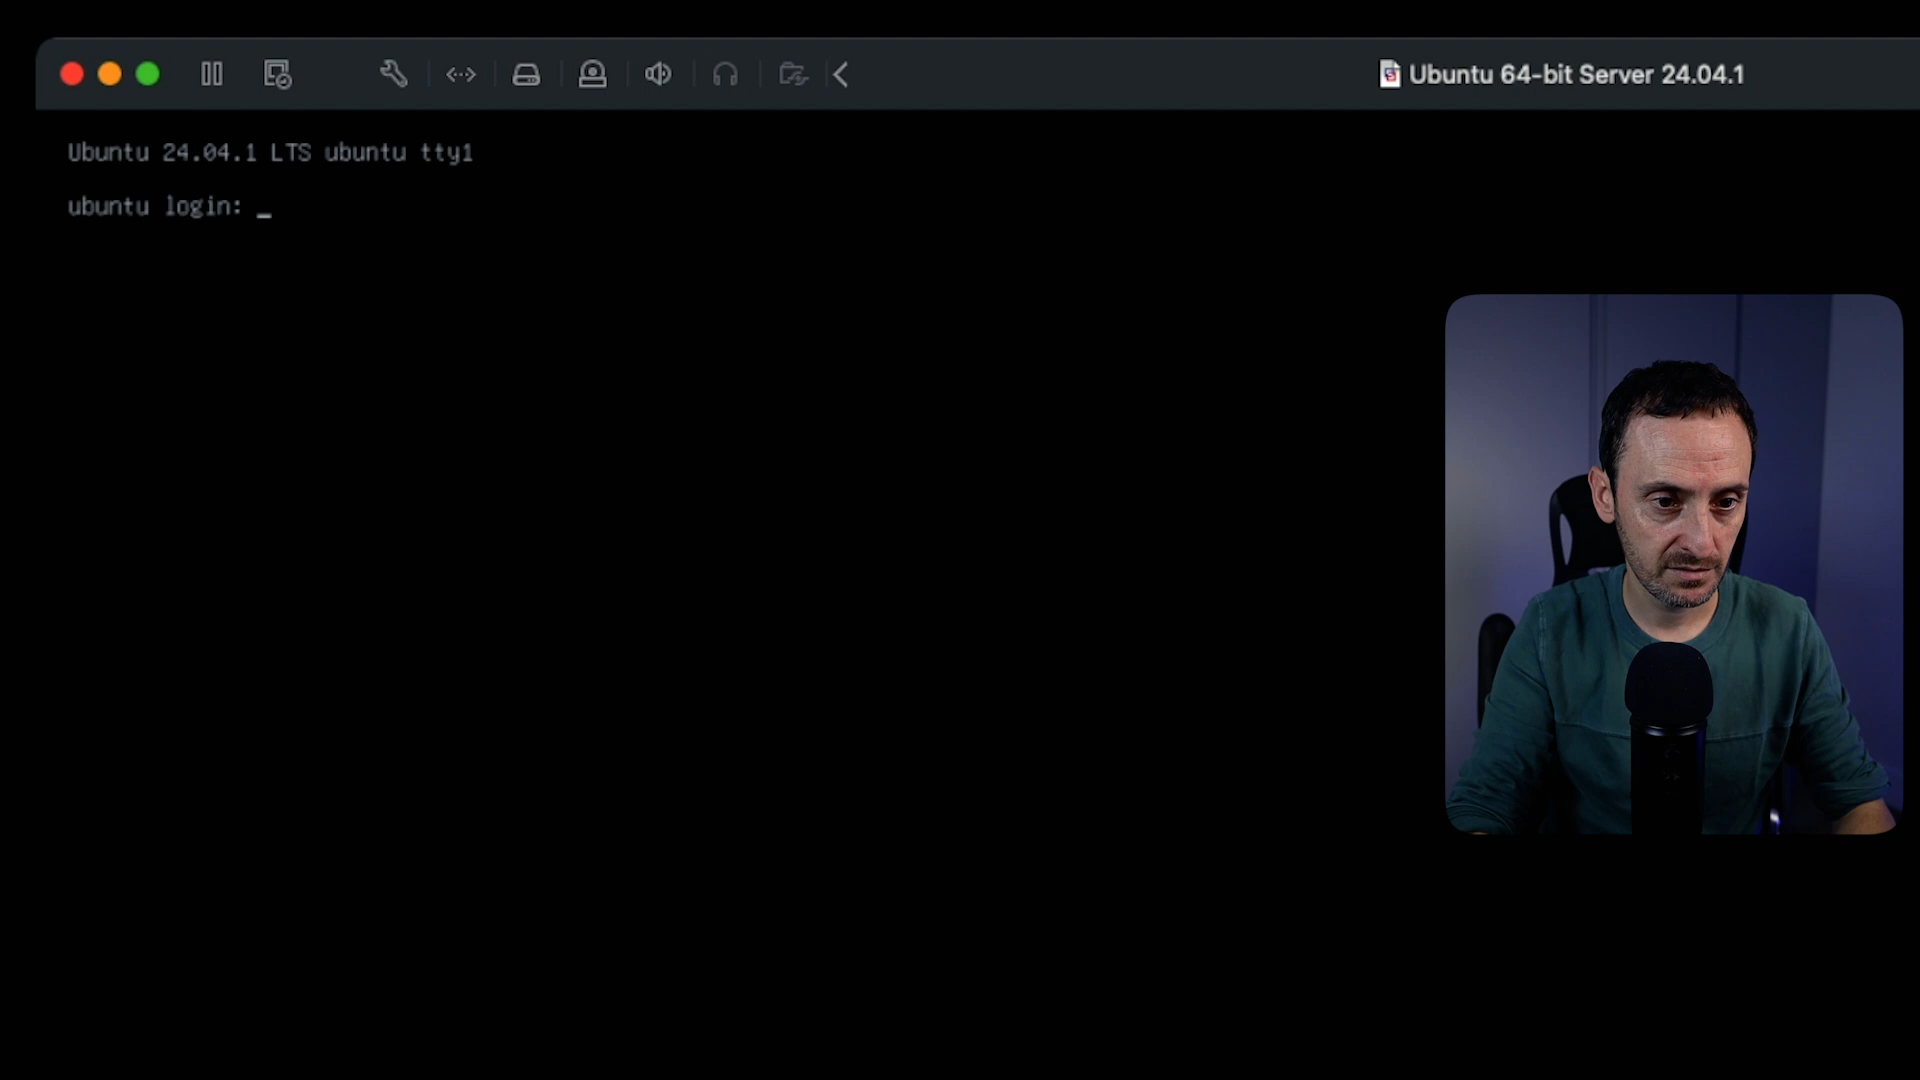 Ubuntu 64-bit Server 24.04.1
Ubuntu 24.04.1 LTS ubuntu tty1
ubuntu login: _